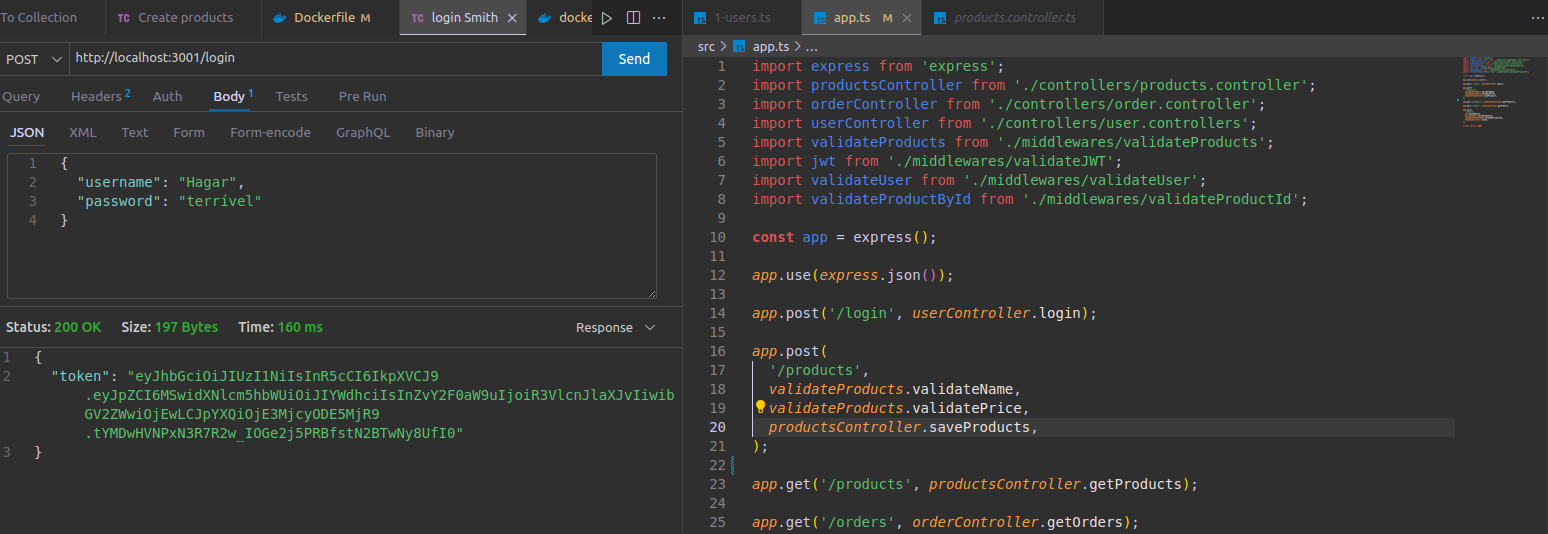 To Collection
TC Create products
Dockerfile M
TC login Smith
docke
POST
http://localhost:3001/login
Send
Query
Headers 2
Auth
Body 1
Tests
Pre Run
JSON
XML
Text
Form
Form-encode
GraphQL
Binary
1 {
2 "username": "Hagar",
3 "password": "terrível"
4 }
Status: 200 OK Size: 197 Bytes Time: 160 ms
Response
1 {
2 "token": "eyJhbGciOiJIUzI1NiIsInR5cCI6IkpXVCJ9
.eyJpZCI6MSwidXNlcm5hbWUiOiJIYWdhciIsInZvY2F0aW9uIjoiR3VlcnJlaXJvIiwib
GV2ZWwiOjEwLCJpYXQiOjE3MjcyODE5MjR9
.tYMDwHVNPxN3R7R2w_IOGe2j5PRBfstN2BTwNy8UfI0"
3 }
TS 1-users.ts
TS app.ts M
TS products.controller.ts
src > TS app.ts > ...
1 import express from 'express';
2 import productsController from './controllers/products.controller';
3 import orderController from './controllers/order.controller';
4 import userController from './controllers/user.controllers';
5 import validateProducts from './middlewares/validateProducts';
6 import jwt from './middlewares/validateJWT';
7 import validateUser from './middlewares/validateUser';
8 import validateProductById from './middlewares/validateProductId';
9
10 const app = express();
11
12 app.use(express.json());
13
14 app.post('/login', userController.login);
15
16 app.post(
17 '/products',
18 validateProducts.validateName,
19 validateProducts.validatePrice,
20 productsController.saveProducts,
21 );
22
23 app.get('/products', productsController.getProducts);
24
25 app.get('/orders', orderController.getOrders);